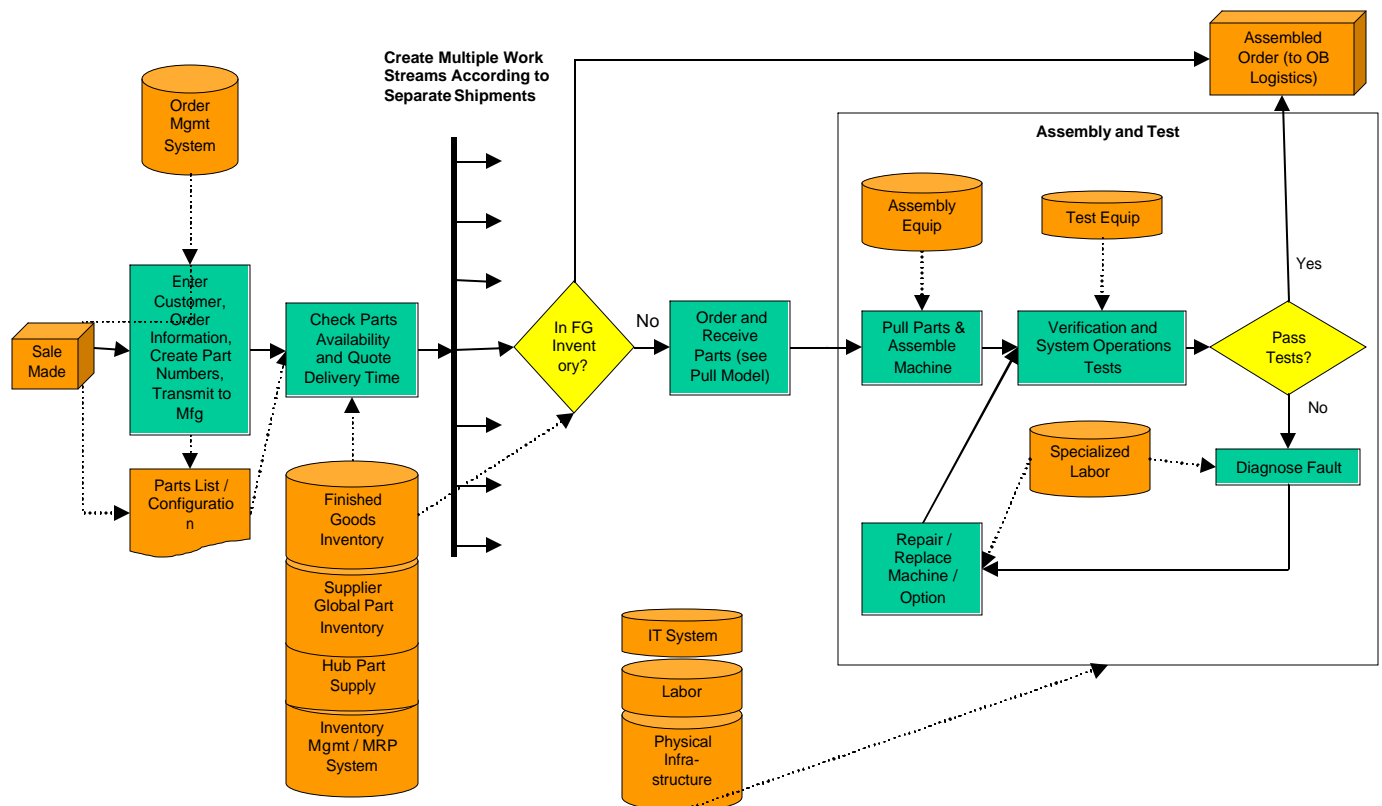 Create Multiple Work
Streams According to
Separate Shipments
Assembled
Order (to OB
Logistics)
Order
Mgmt
System
Assembly and Test
Assembly
Equip
Test Equip
Enter
Customer,
Order
Information,
Create Part
Numbers,
Transmit to
Mfg
Sale
Made
Check Parts
Availability
and Quote
Delivery Time
In FG
Invent
ory?
No
Order and
Receive
Parts (see
Pull Model)
Pull Parts &
Assemble
Machine
Verification and
System Operations
Tests
Yes
Pass
Tests?
No
Parts List /
Configuratio
n
Specialized
Labor
Diagnose Fault
Finished
Goods
Inventory
Repair /
Replace
Machine /
Option
Supplier
Global Part
Inventory
IT System
Hub Part
Supply
Labor
Inventory
Mgmt / MRP
System
Physical
Infra-
structure